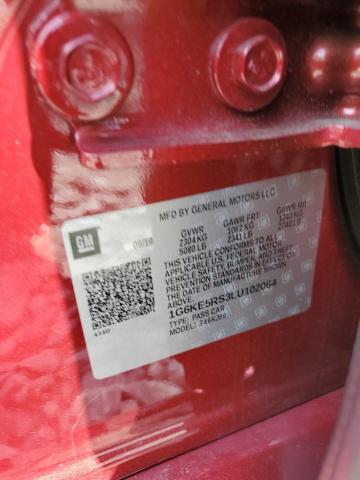 MFD BY GENERAL MOTORS LLC
GM
09/19
GVWR GAWR FRT GAWR RR
2304 KG 1062 KG 1243 KG
5080 LB 2341 LB 2740 LB
THIS VEHICLE CONFORMS TO ALL APPLICABLE
U.S. FEDERAL MOTOR
VEHICLE SAFETY, BUMPER, AND THEFT
PREVENTION STANDARDS IN EFFECT ON
THE DATE OF MANUFACTURE SHOWN ABOVE.
1G6KE5RS3LU102064
TYPE: PASS CAR
MODEL: